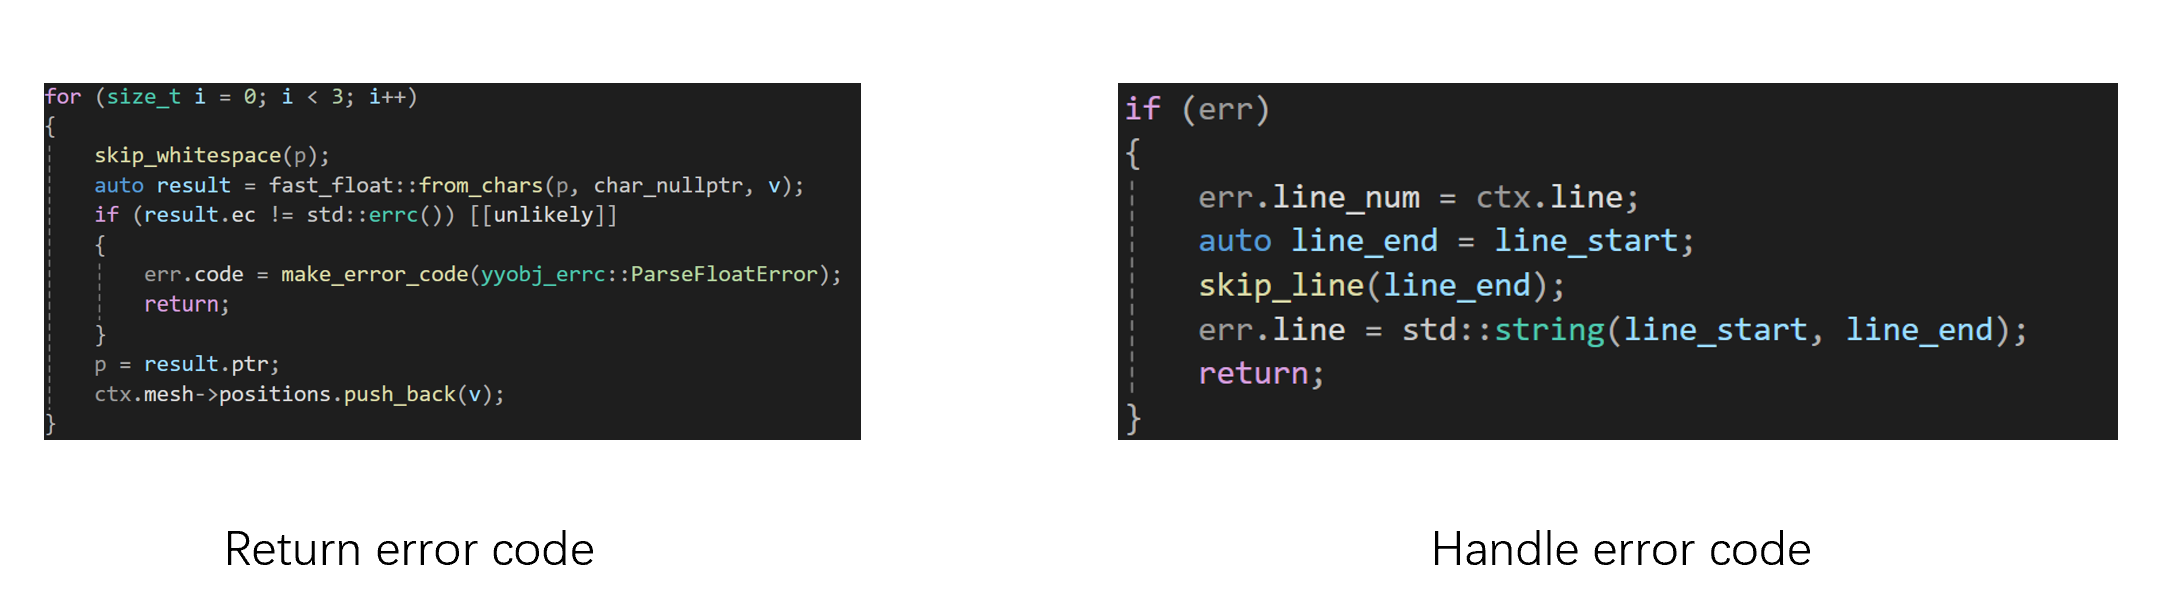 for (size_t i = 0; i < 3; i++)
{
    skip_whitespace(p);
    auto result = fast_float::from_chars(p, char_nullptr, v);
    if (result.ec != std::errc()) [[unlikely]]
    {
        err.code = make_error_code(yyobj_errc::ParseFloatError);
        return;
    }
    p = result.ptr;
    ctx.mesh->positions.push_back(v);
}
Return error code
if (err)
{
    err.line_num = ctx.line;
    auto line_end = line_start;
    skip_line(line_end);
    err.line = std::string(line_start, line_end);
    return;
}
Handle error code